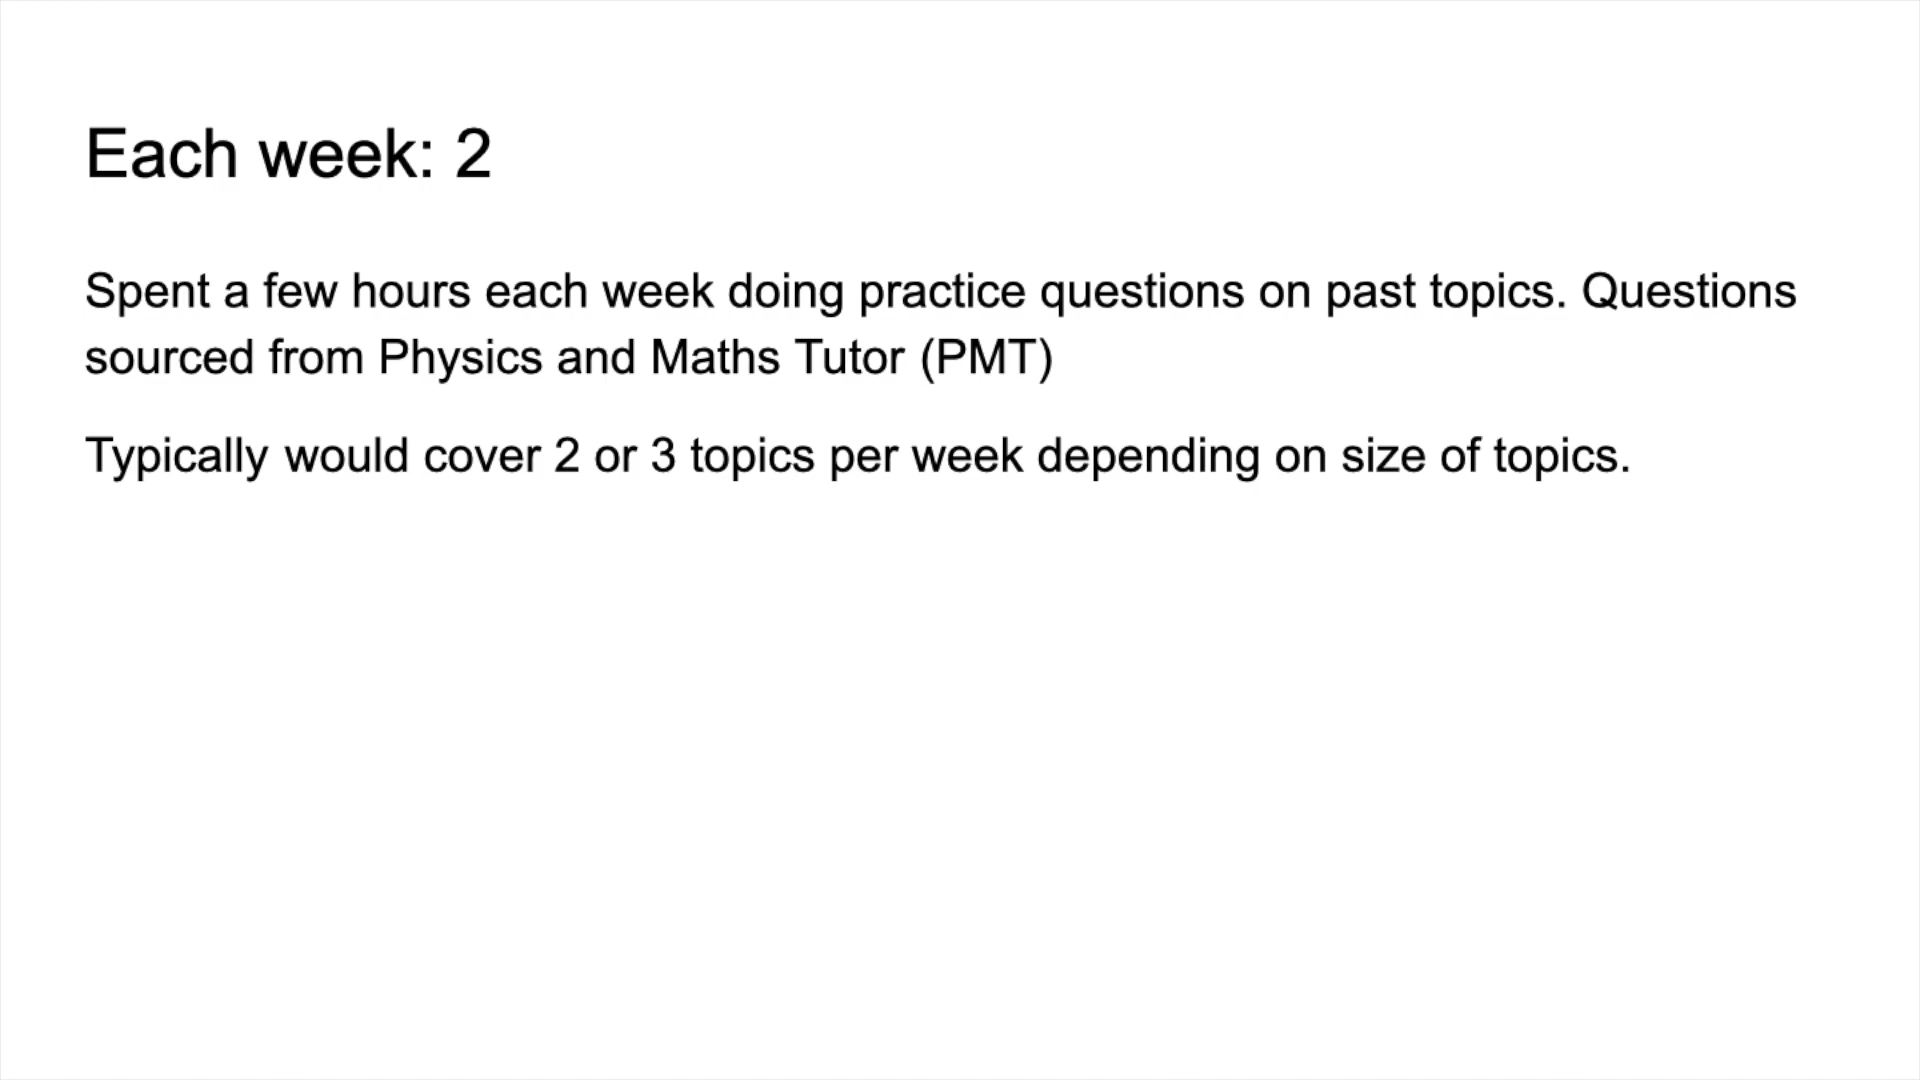 Each week: 2
Spent a few hours each week doing practice questions on past topics. Questions
sourced from Physics and Maths Tutor (PMT)
Typically would cover 2 or 3 topics per week depending on size of topics.